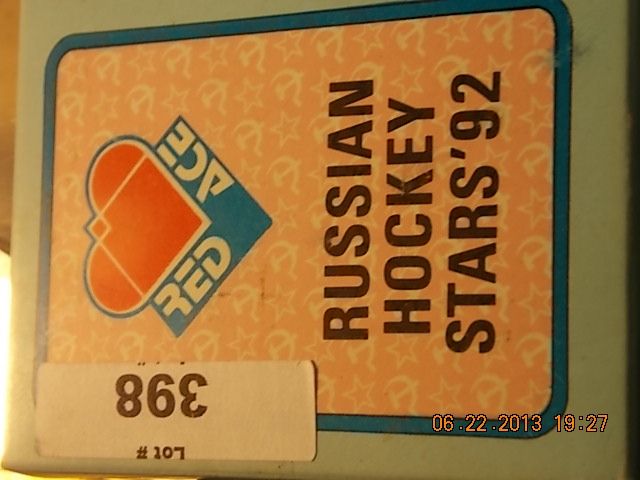 RED ACE
RUSSIAN
HOCKEY
STARS'92
Lot #
398
06.22.2013 19:27